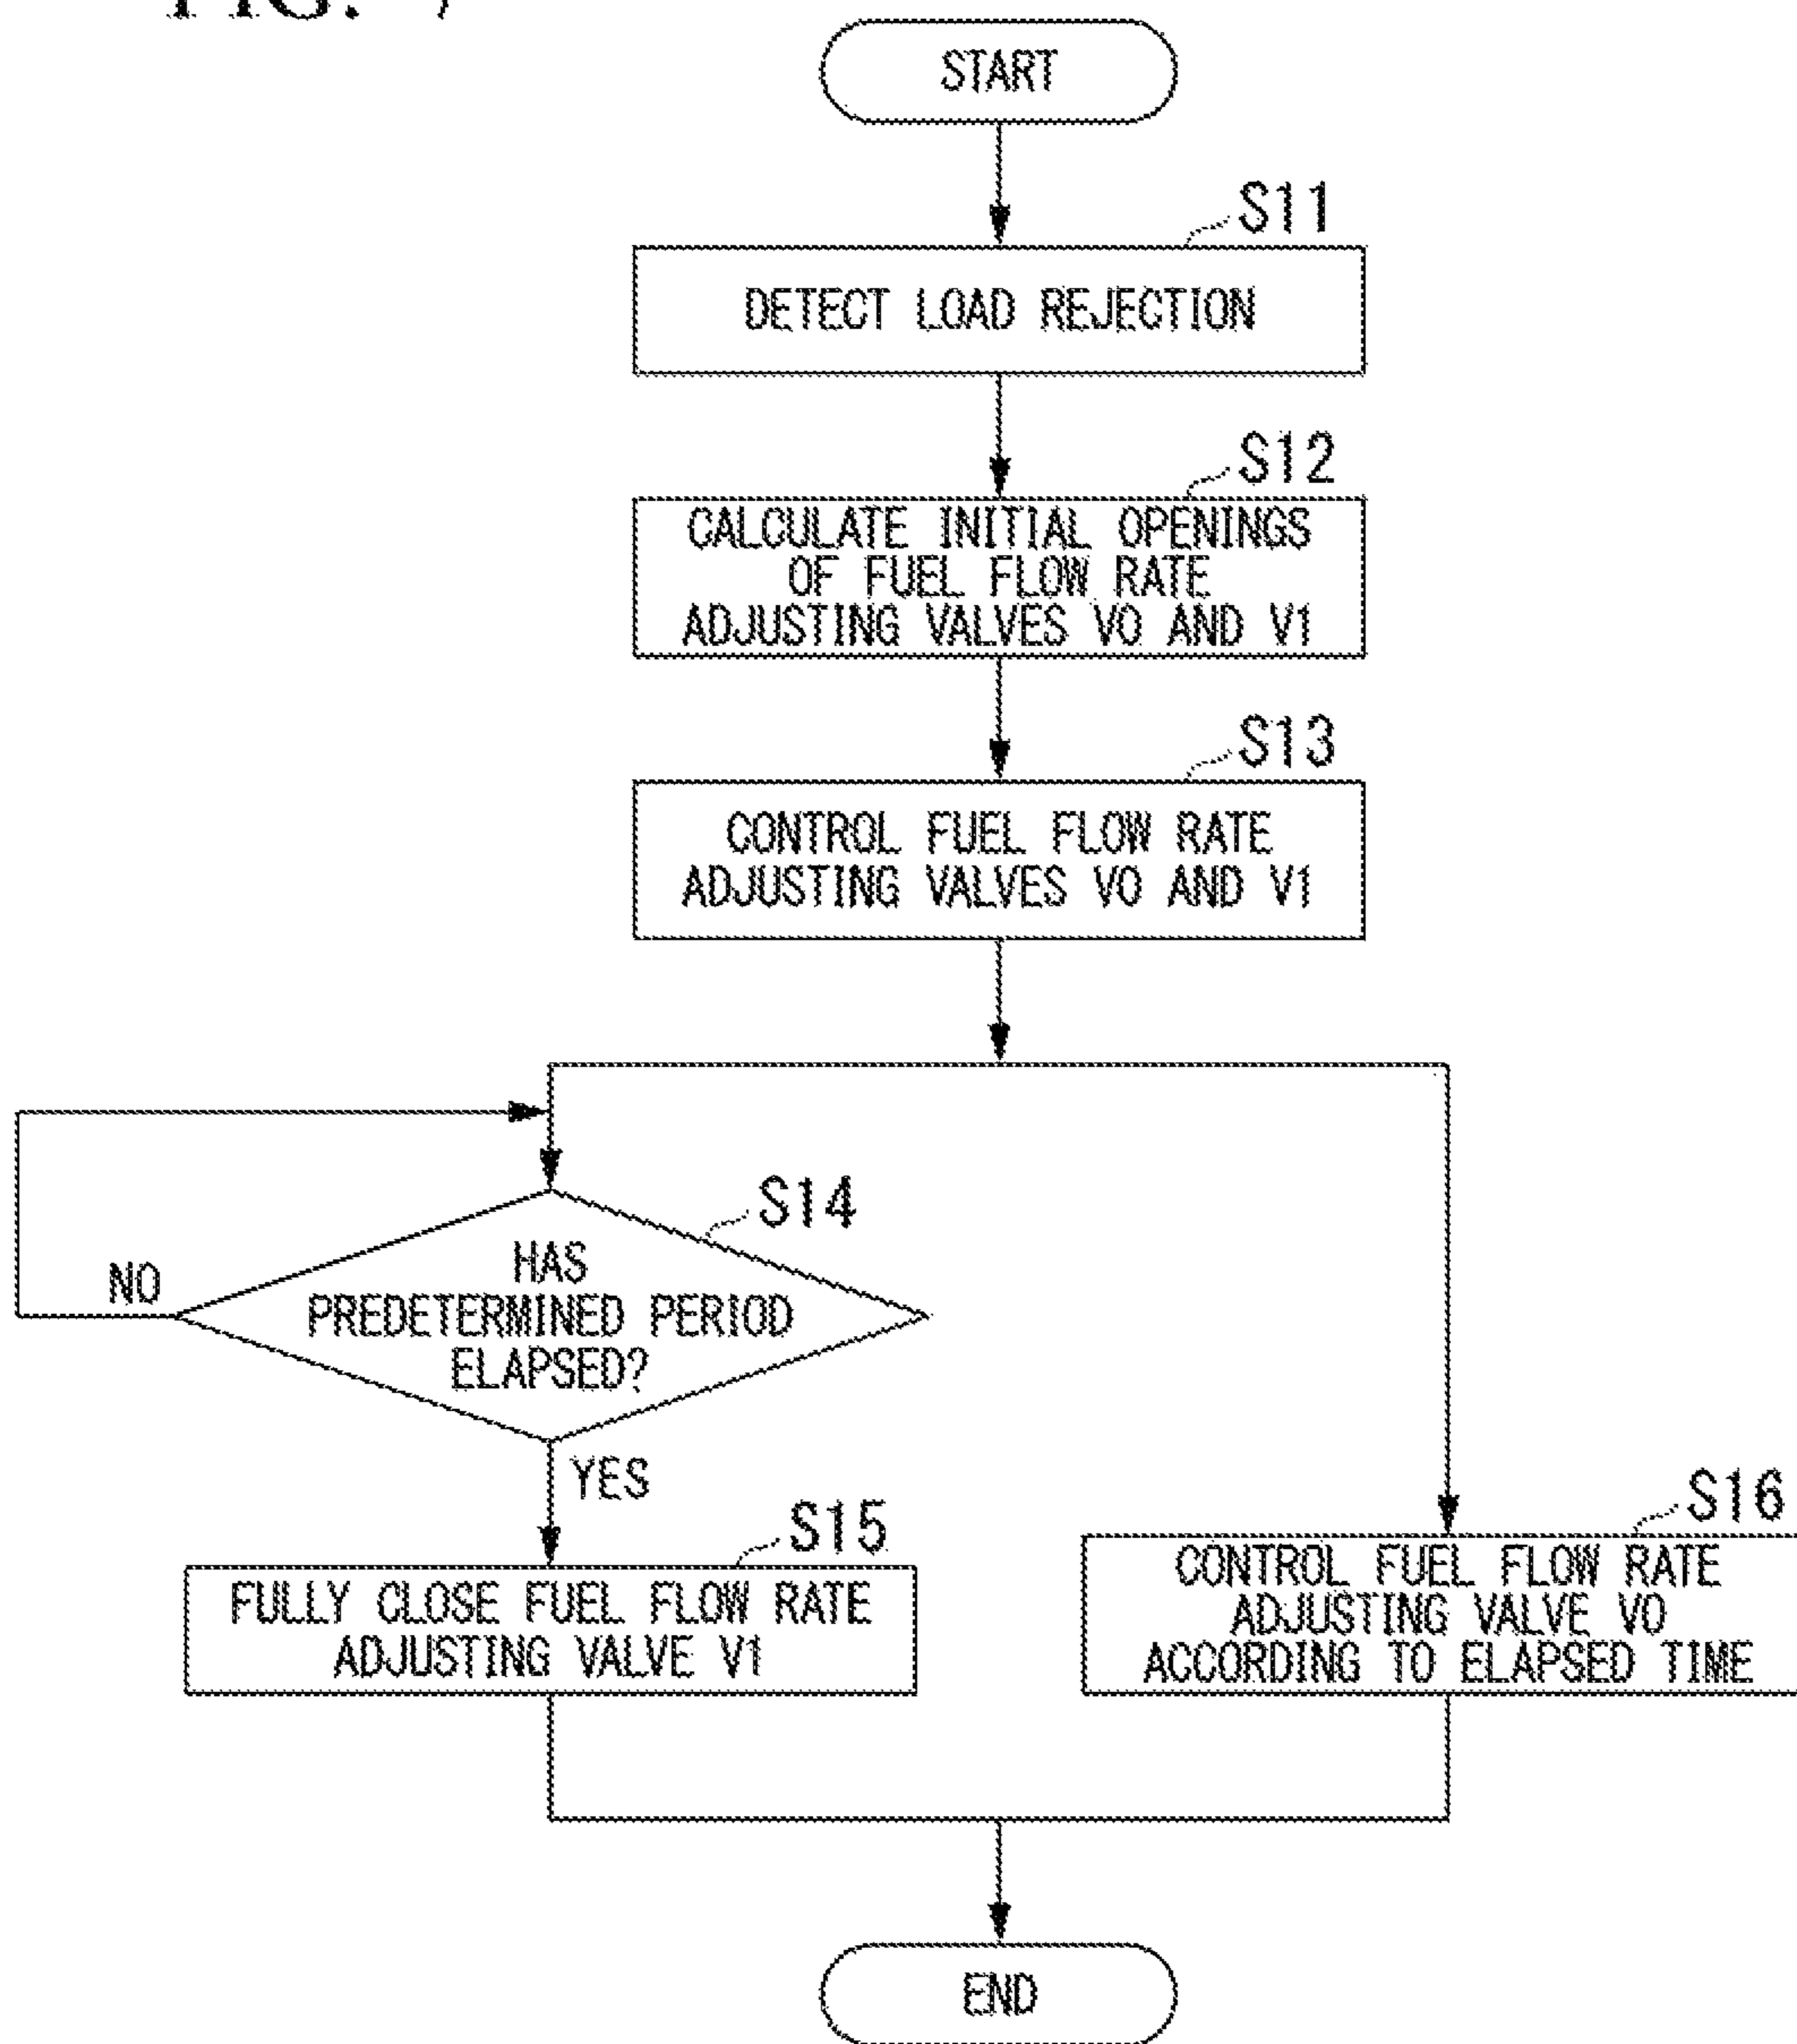 FIG. 7
START
S11
DETECT LOAD REJECTION
S12
CALCULATE INITIAL OPENINGS
OF FUEL FLOW RATE
ADJUSTING VALVES V0 AND V1
S13
CONTROL FUEL FLOW RATE
ADJUSTING VALVES V0 AND V1
S14
HAS
PREDETERMINED PERIOD
ELAPSED?
NO
YES
S15
FULLY CLOSE FUEL FLOW RATE
ADJUSTING VALVE V1
S16
CONTROL FUEL FLOW RATE
ADJUSTING VALVE V0
ACCORDING TO ELAPSED TIME
END